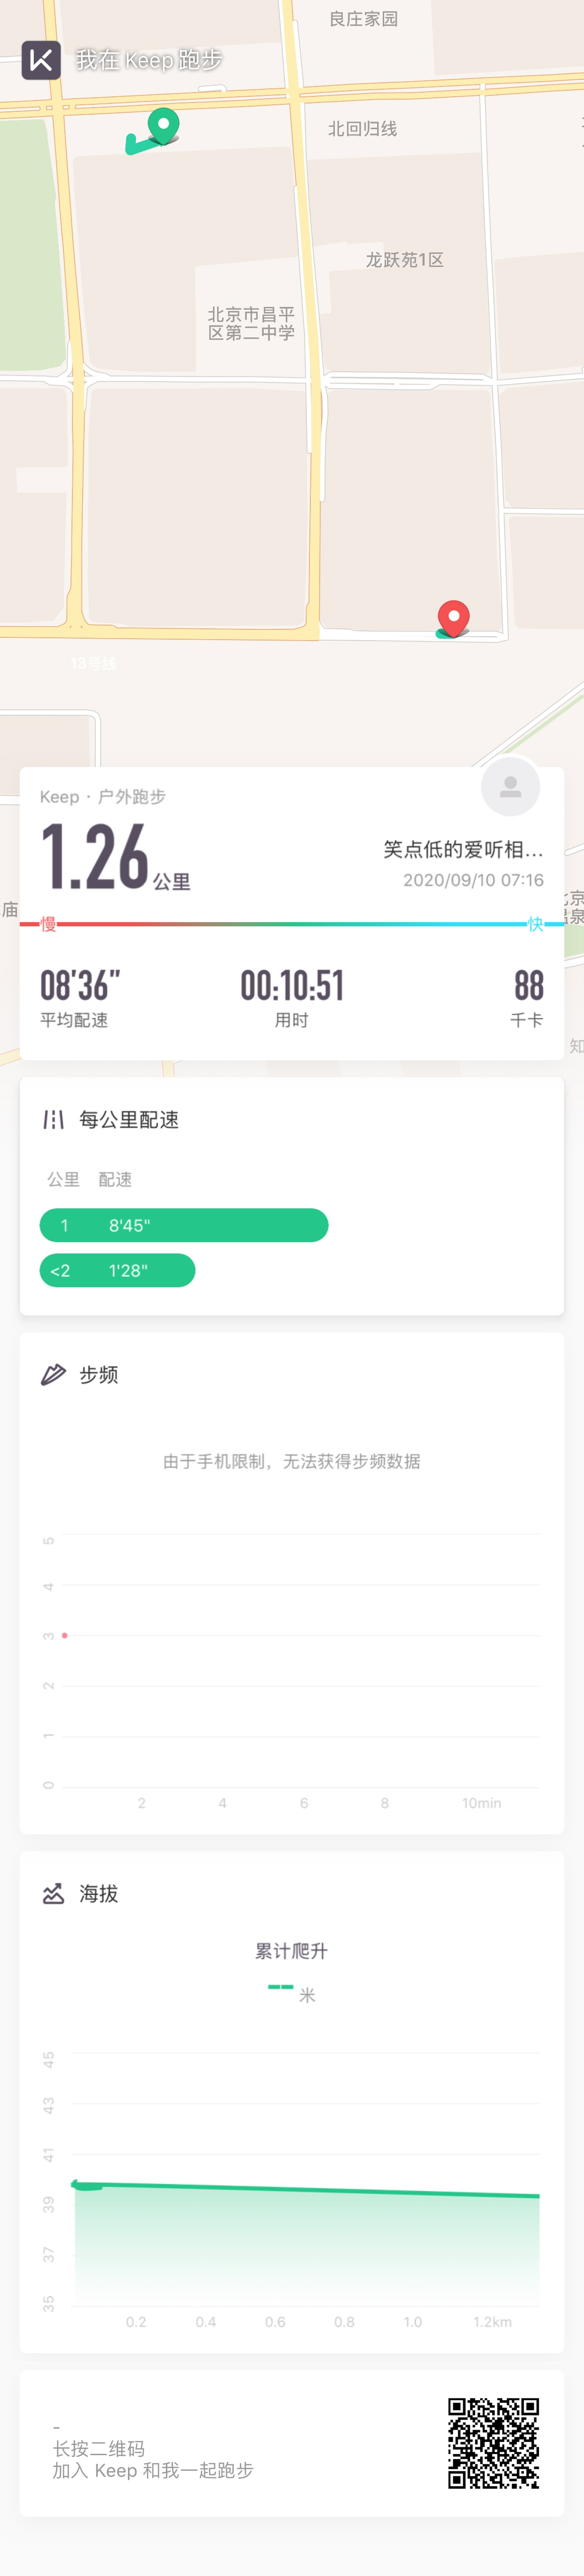 良庄家园
我在 Keep 跑步
北回归线
龙跃苑1区
北京市昌平
区第二中学
13号线
Keep · 户外跑步
1.26公里
笑点低的爱听相...
2020/09/10 07:16
庙
慢
快
08'36"
00:10:51
88
平均配速
用时
千卡
知
每公里配速
公里 配速
1 8'45"
<2 1'28"
步频
由于手机限制，无法获得步频数据
5
4
3
2
1
0
2 4 6 8 10min
海拔
累计爬升
-- 米
45
43
41
39
37
35
0.2 0.4 0.6 0.8 1.0 1.2km
-
长按二维码
加入 Keep 和我一起跑步